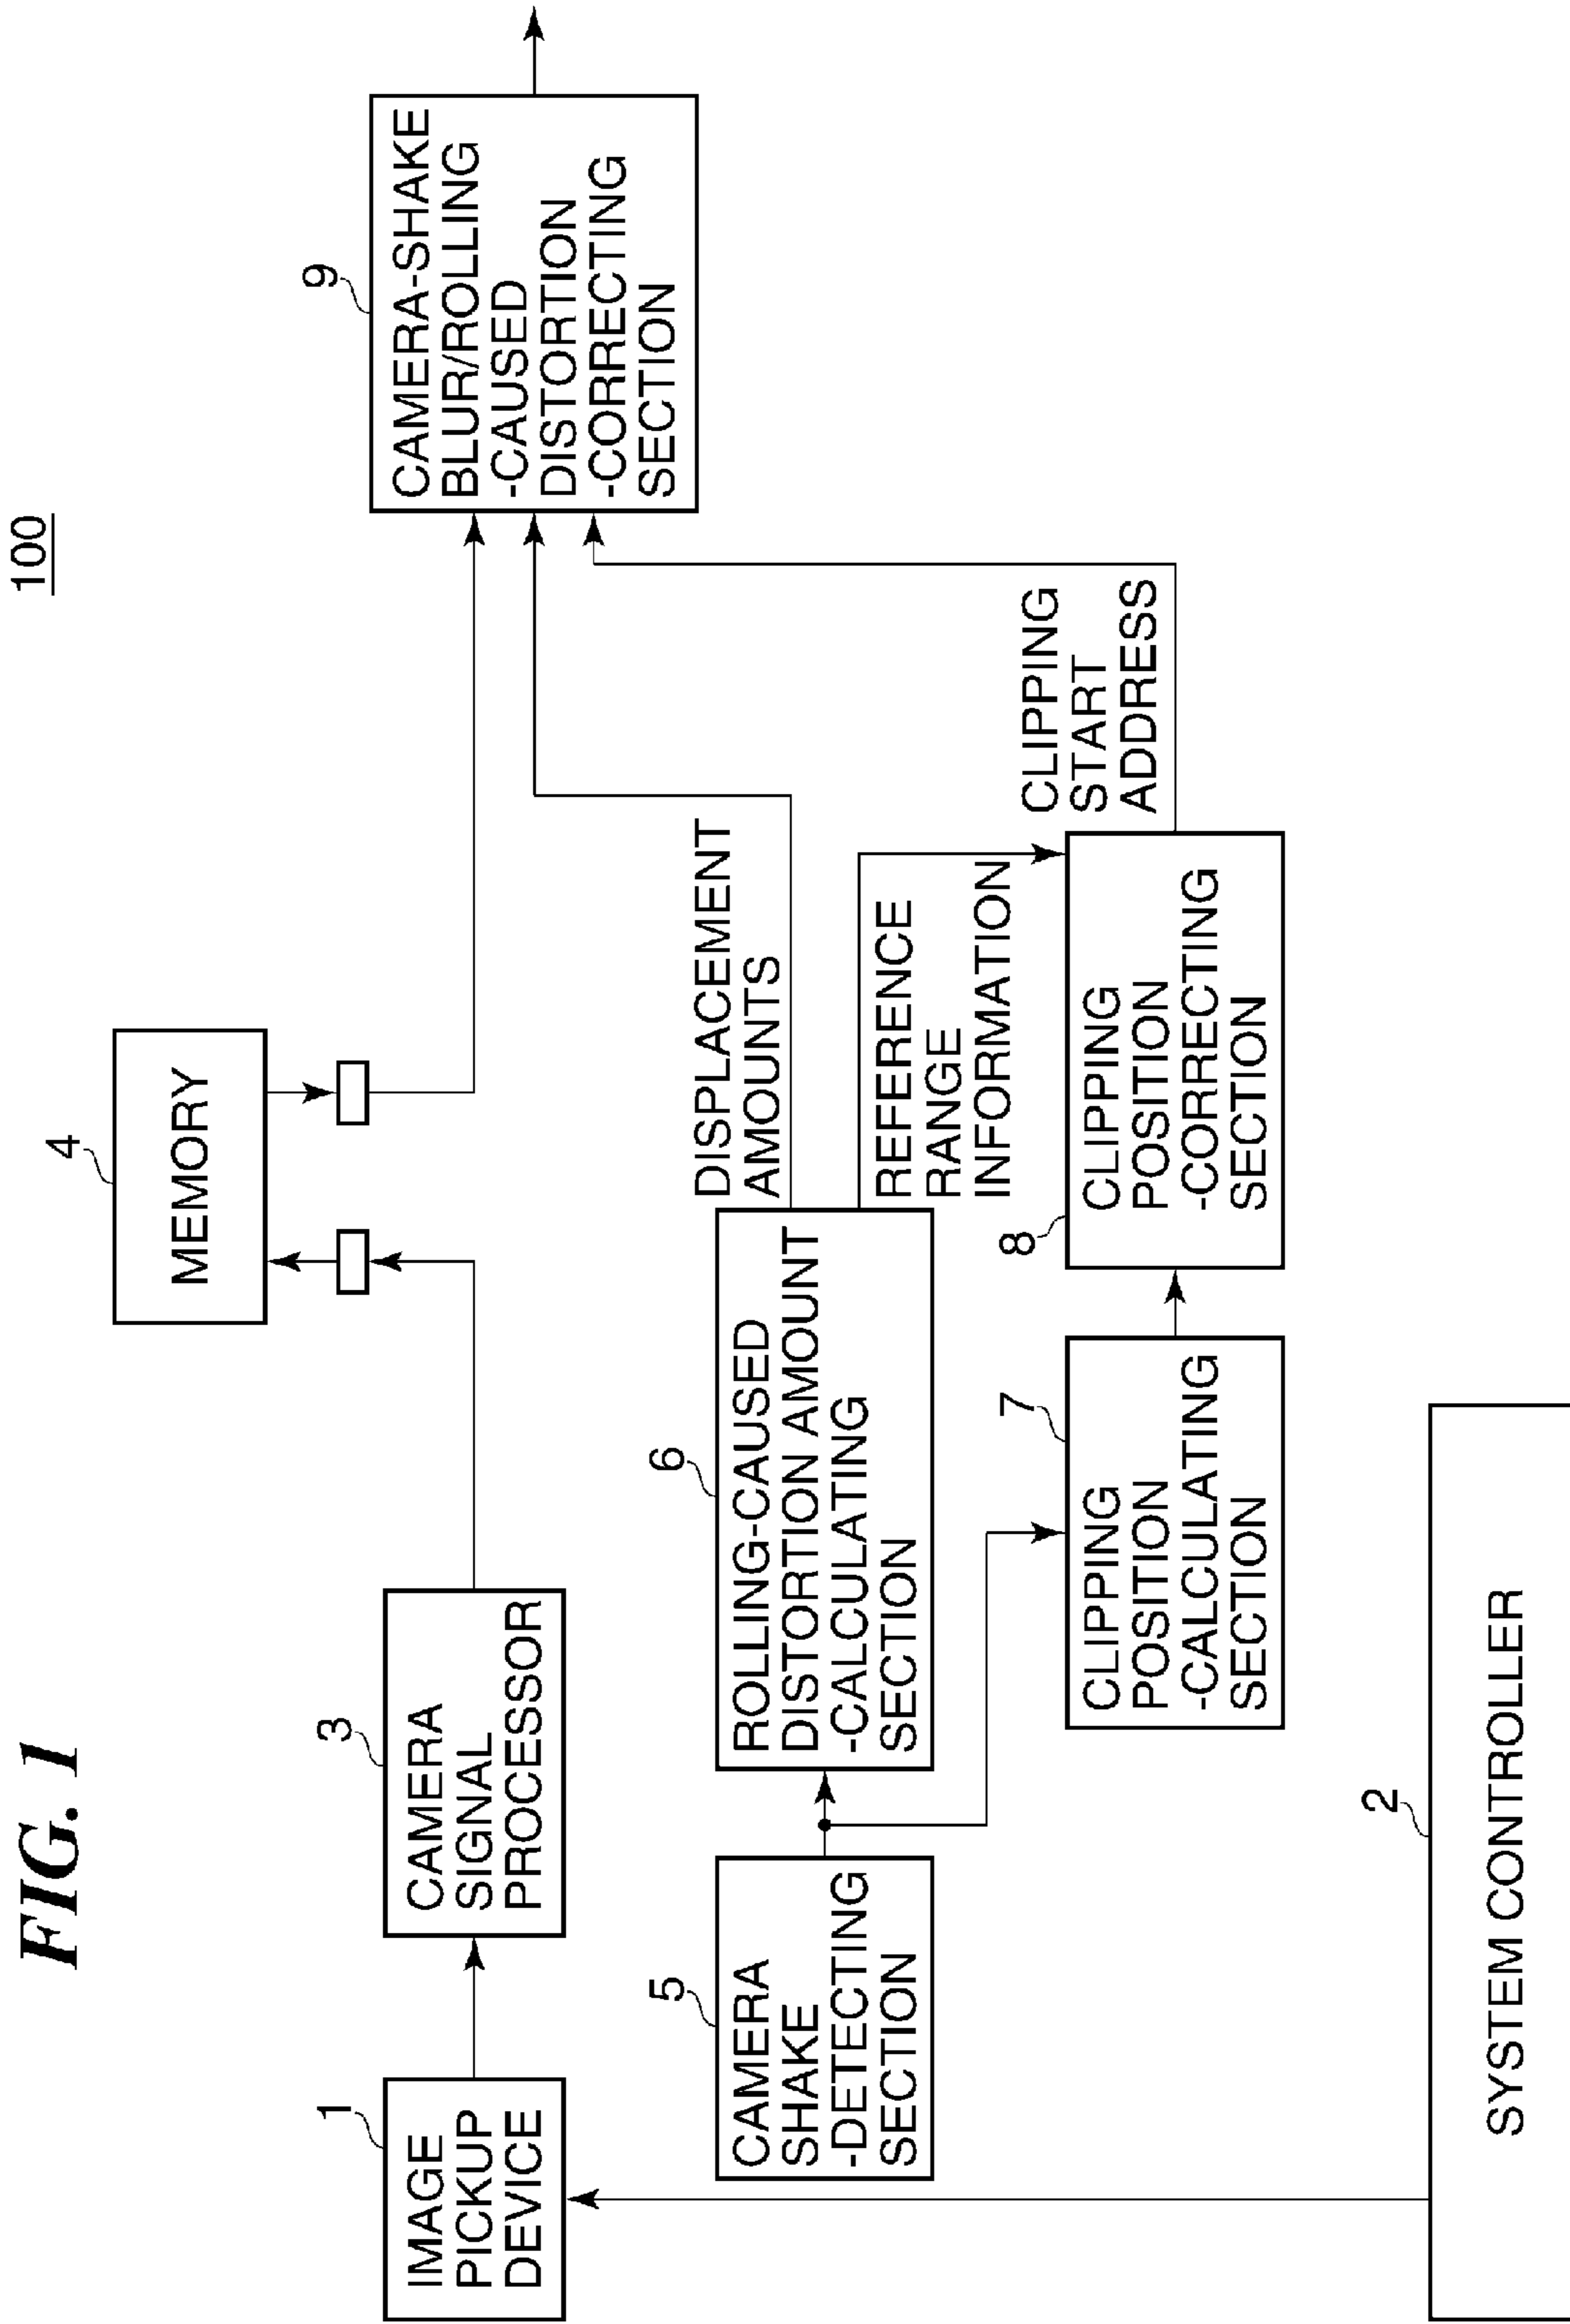 FIG. 1
100
1
IMAGE
PICKUP
DEVICE
3
CAMERA
SIGNAL
PROCESSOR
4
MEMORY
9
CAMERA-SHAKE
BLUR/ROLLING
-CAUSED
DISTORTION
-CORRECTING
SECTION
5
CAMERA
SHAKE
-DETECTING
SECTION
6
ROLLING-CAUSED
DISTORTION AMOUNT
-CALCULATING
SECTION
DISPLACEMENT
AMOUNTS
REFERENCE
RANGE
INFORMATION
7
CLIPPING
POSITION
-CALCULATING
SECTION
8
CLIPPING
POSITION
-CORRECTING
SECTION
CLIPPING
START
ADDRESS
2
SYSTEM CONTROLLER